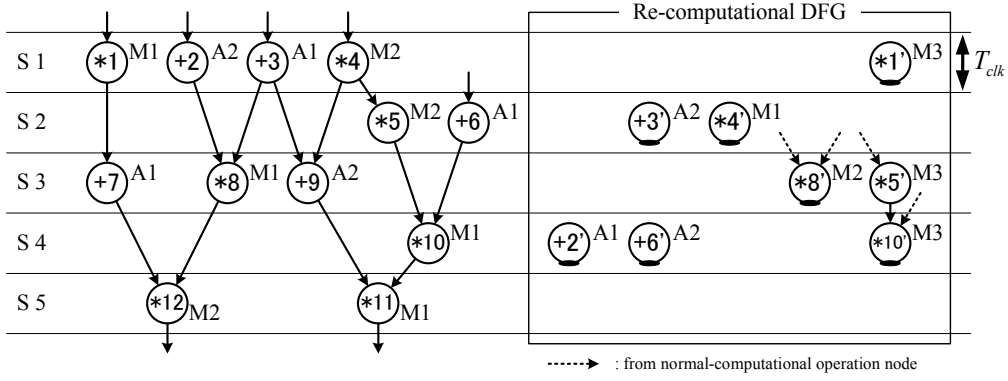 Re-computational DFG
S 1 *1 M1 +2 A2 +3 A1 *4 M2 *1' M3 T_clk
S 2 *5 M2 +6 A1 +3' A2 *4' M1
S 3 +7 A1 *8 M1 +9 A2 *8' M2 *5' M3
S 4 *10 M1 +2' A1 +6' A2 *10' M3
S 5 *12 M2 *11 M1
: from normal-computational operation node